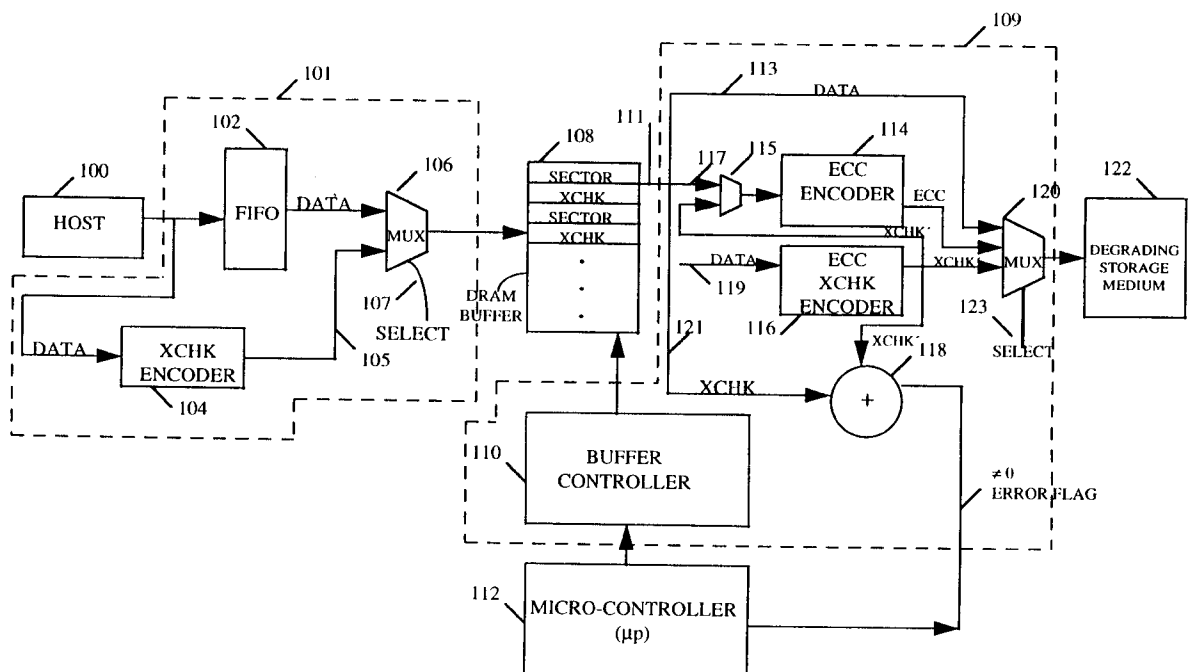 109
101
113
DATA
102
111
108
114
100
106
117
115
122
SECTOR
ECC
ENCODER
120
HOST
FIFO
DATA
XCHK
ECC
MUX
SECTOR
XCHK'
DEGRADING
STORAGE
MEDIUM
XCHK
DATA
ECC
XCHK
ENCODER
XCHK
MUX
107
DRAM
BUFFER
119
123
SELECT
121
116
DATA
XCHK
ENCODER
105
XCHK'
118
SELECT
104
XCHK
+
110
BUFFER
CONTROLLER
≠0
ERROR FLAG
112
MICRO-CONTROLLER
(µp)